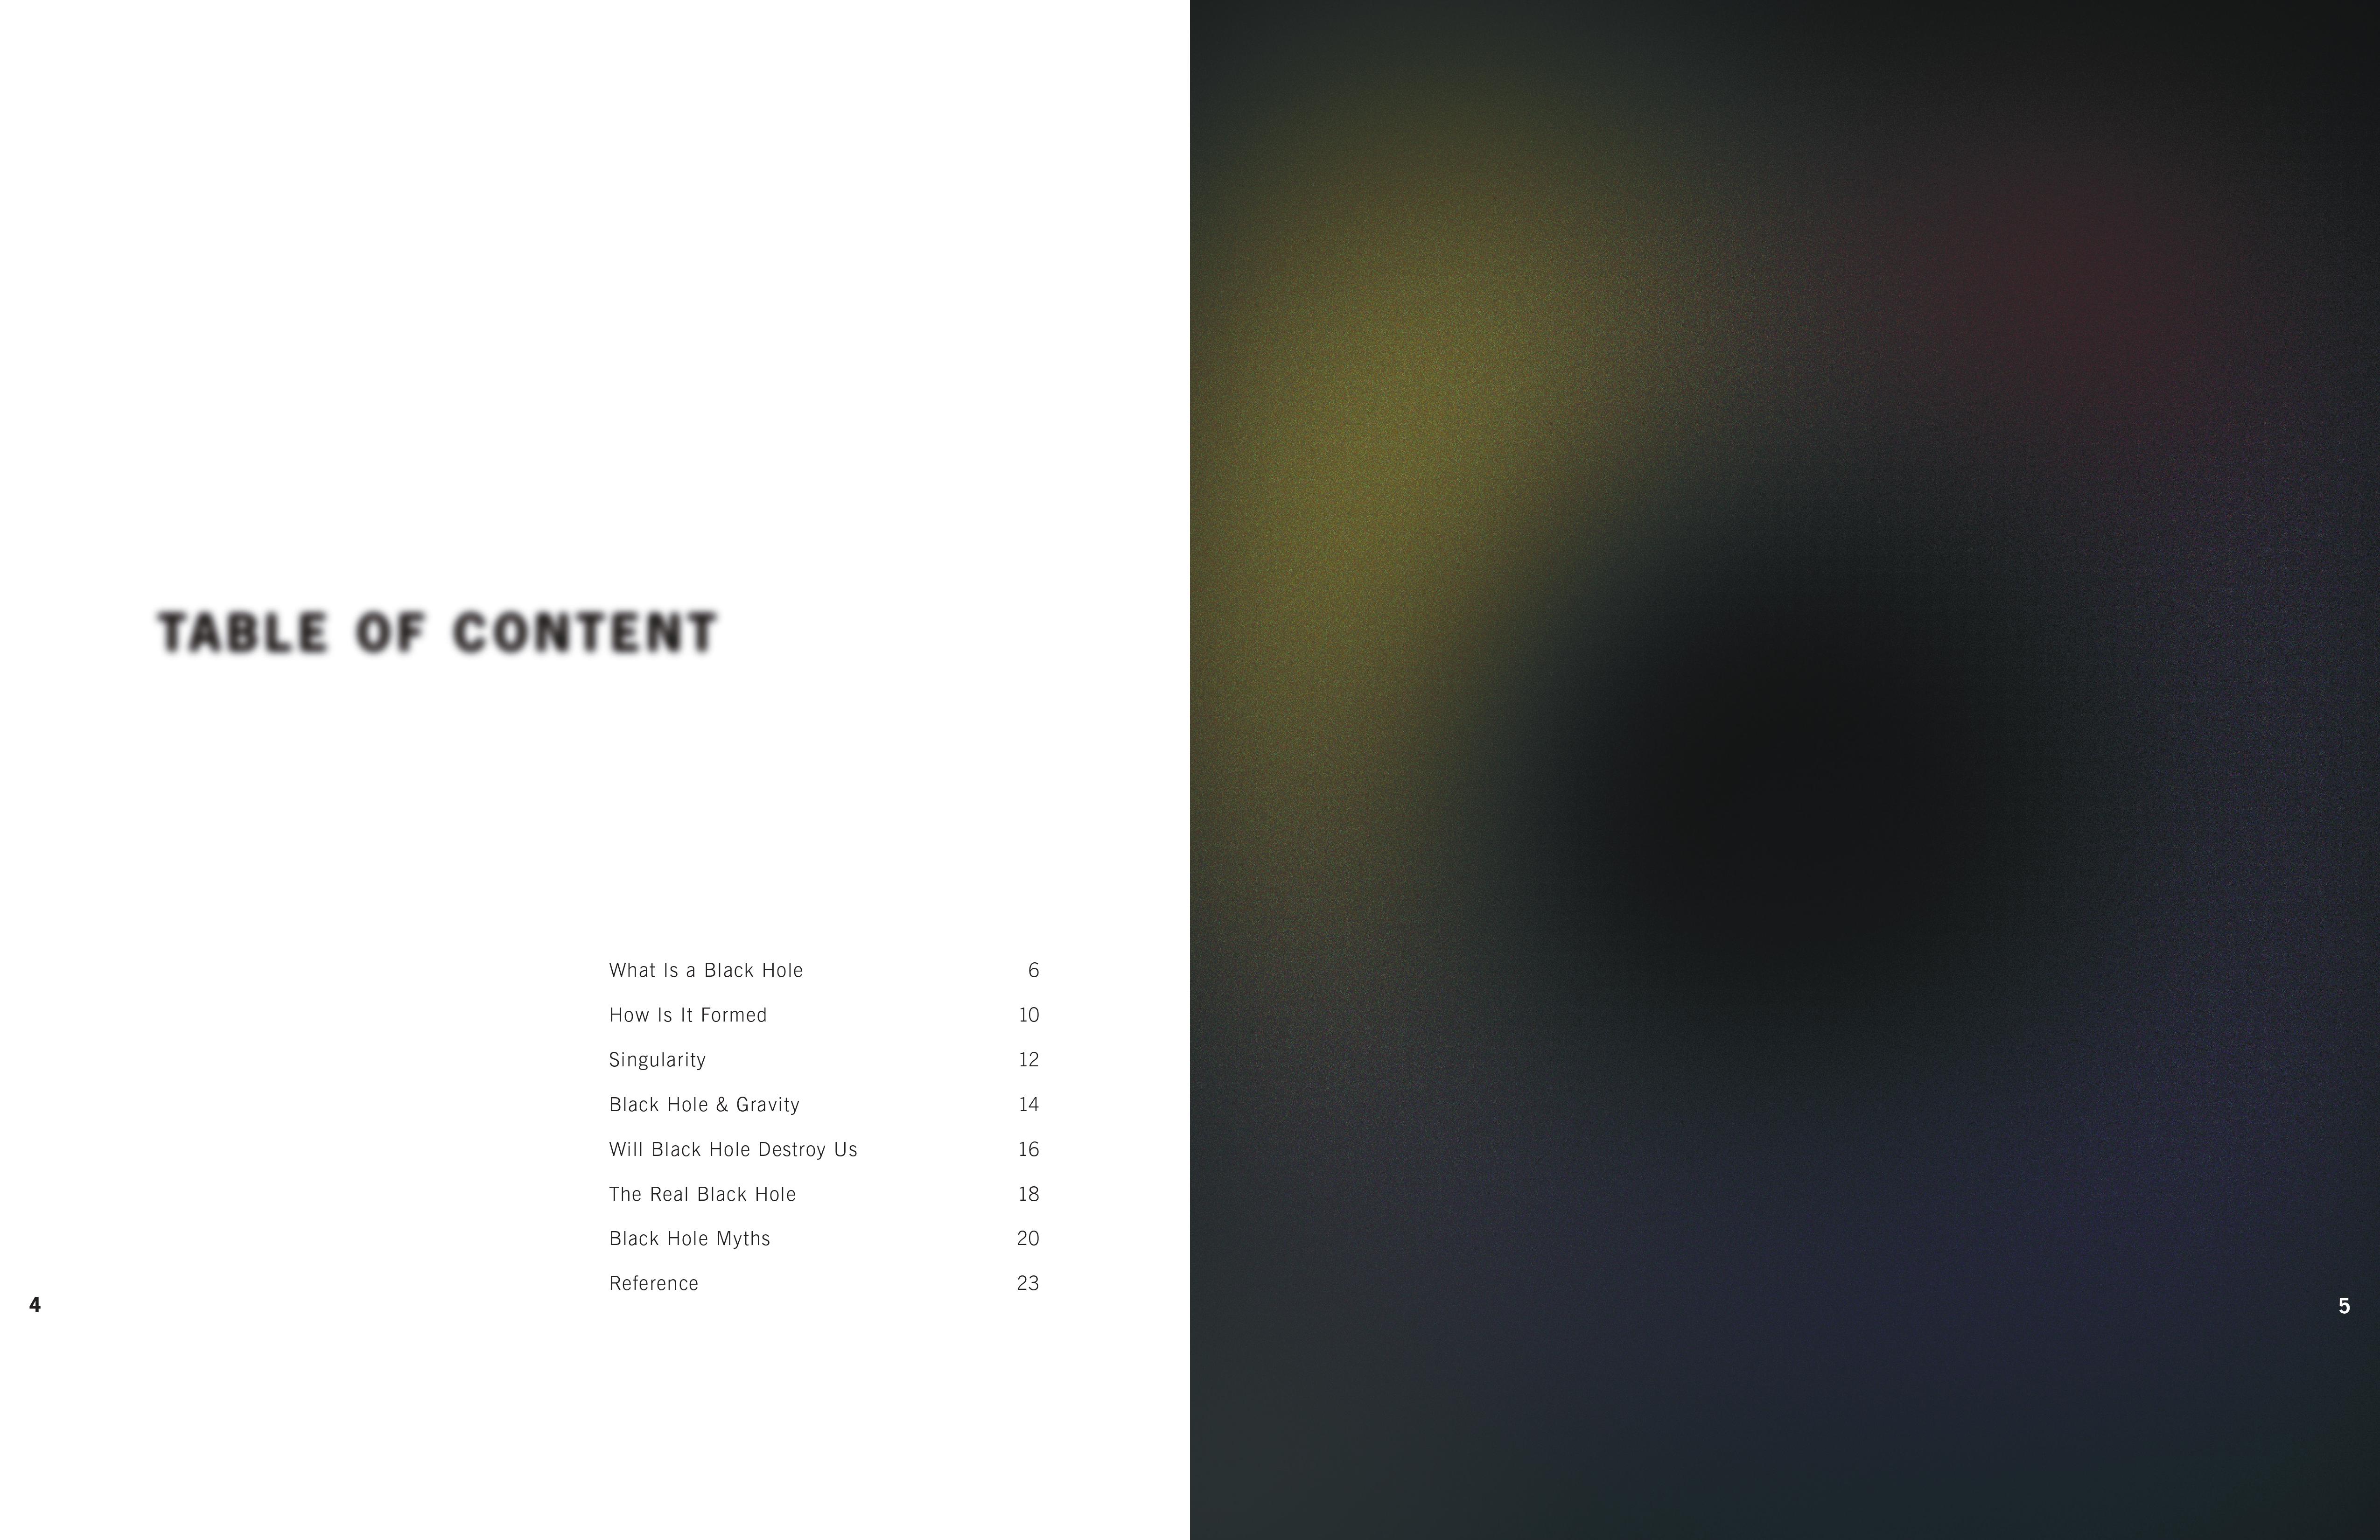 TABLE OF CONTENT
What Is a Black Hole 6
How Is It Formed 10
Singularity 12
Black Hole & Gravity 14
Will Black Hole Destroy Us 16
The Real Black Hole 18
Black Hole Myths 20
Reference 23
4
5